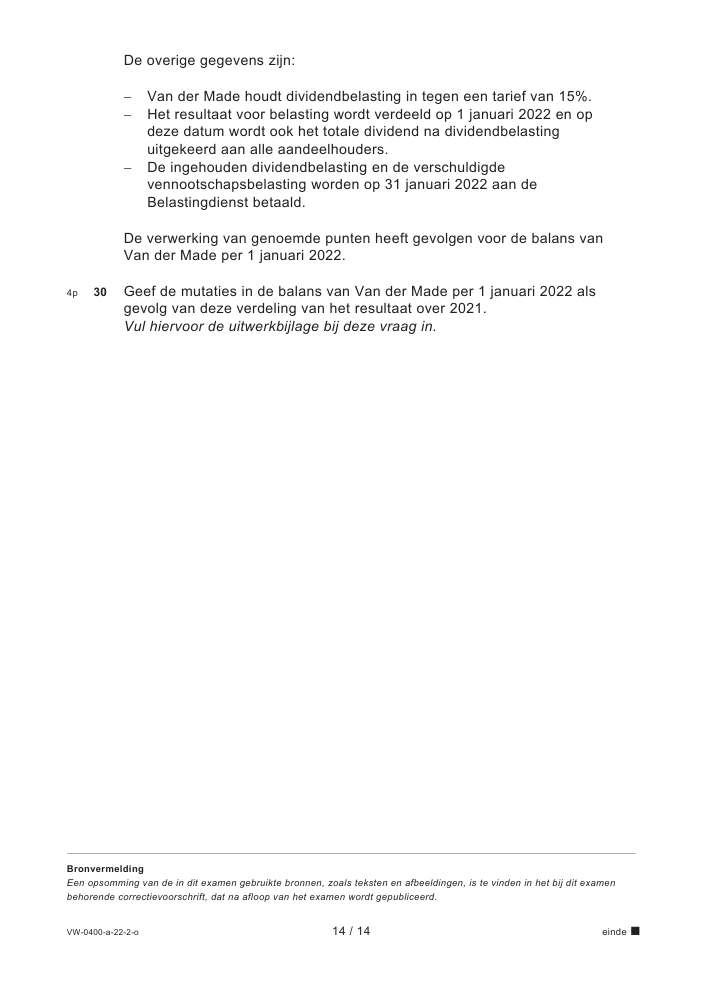 De overige gegevens zijn:
– Van der Made houdt dividendbelasting in tegen een tarief van 15%.
– Het resultaat voor belasting wordt verdeeld op 1 januari 2022 en op
deze datum wordt ook het totale dividend na dividendbelasting
uitgekeerd aan alle aandeelhouders.
– De ingehouden dividendbelasting en de verschuldigde
vennootschapsbelasting worden op 31 januari 2022 aan de
Belastingdienst betaald.
De verwerking van genoemde punten heeft gevolgen voor de balans van
Van der Made per 1 januari 2022.
4p 30 Geef de mutaties in de balans van Van der Made per 1 januari 2022 als
gevolg van deze verdeling van het resultaat over 2021.
Vul hiervoor de uitwerkbijlage bij deze vraag in.
Bronvermelding
Een opsomming van de in dit examen gebruikte bronnen, zoals teksten en afbeeldingen, is te vinden in het bij dit examen
behorende correctievoorschrift, dat na afloop van het examen wordt gepubliceerd.
VW-0400-a-22-2-o 14 / 14 einde ■